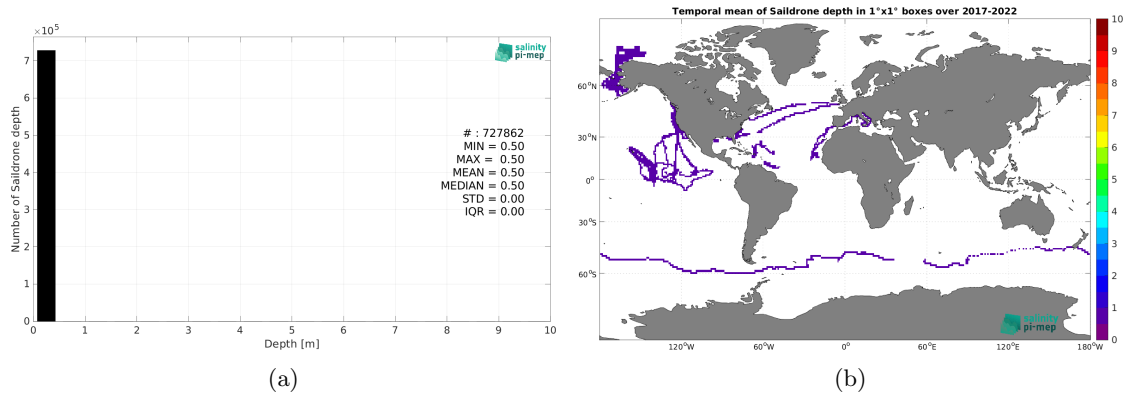 ×10⁵
7
6
5
4
3
2
1
0
Number of Saildrone depth
salinity
pi-mep
# : 727862
MIN = 0.50
MAX = 0.50
MEAN = 0.50
MEDIAN = 0.50
STD = 0.00
IQR = 0.00
0 1 2 3 4 5 6 7 8 9 10
Depth [m]
(a)
Temporal mean of Saildrone depth in 1°x1° boxes over 2017-2022
60°N
30°N
0°
30°S
60°S
120°W 60°W 0° 60°E 120°E 180°W
salinity
pi-mep
10
9
8
7
6
5
4
3
2
1
0
(b)